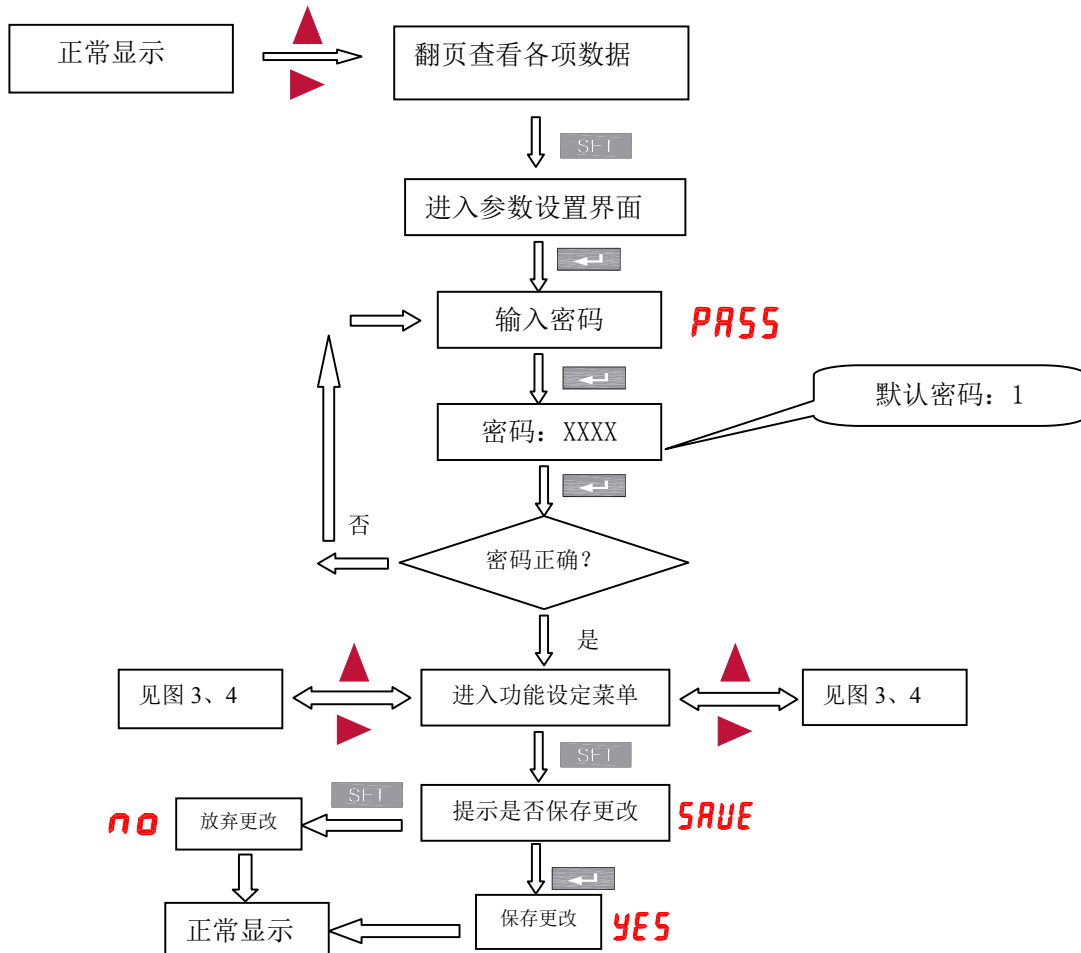 正常显示
翻页查看各项数据
SET
进入参数设置界面
输入密码
PASS
密码：XXXX
默认密码：1
密码正确？
否
是
见图 3、4
进入功能设定菜单
见图 3、4
SET
SET
提示是否保存更改
SAVE
no
放弃更改
保存更改
YES
正常显示